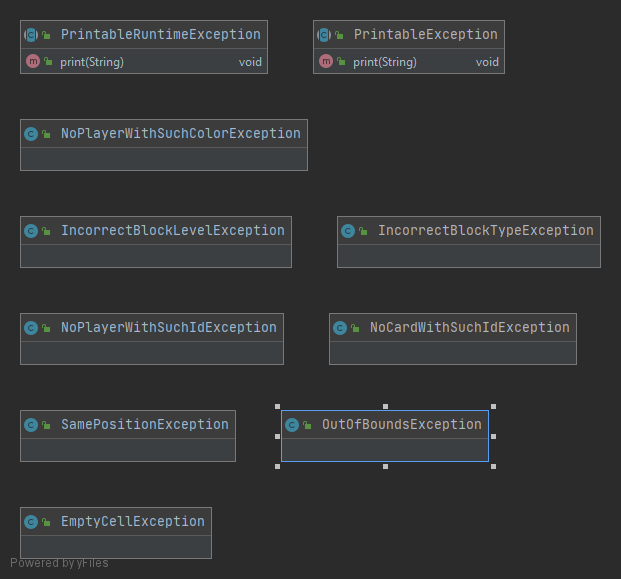 C PrintableRuntimeException C PrintableException
m print(String) void m print(String) void
C NoPlayerWithSuchColorException
C IncorrectBlockLevelException C IncorrectBlockTypeException
C NoPlayerWithSuchIdException C NoCardWithSuchIdException
C SamePositionException C OutOfBoundsException
C EmptyCellException
Powered by yFiles